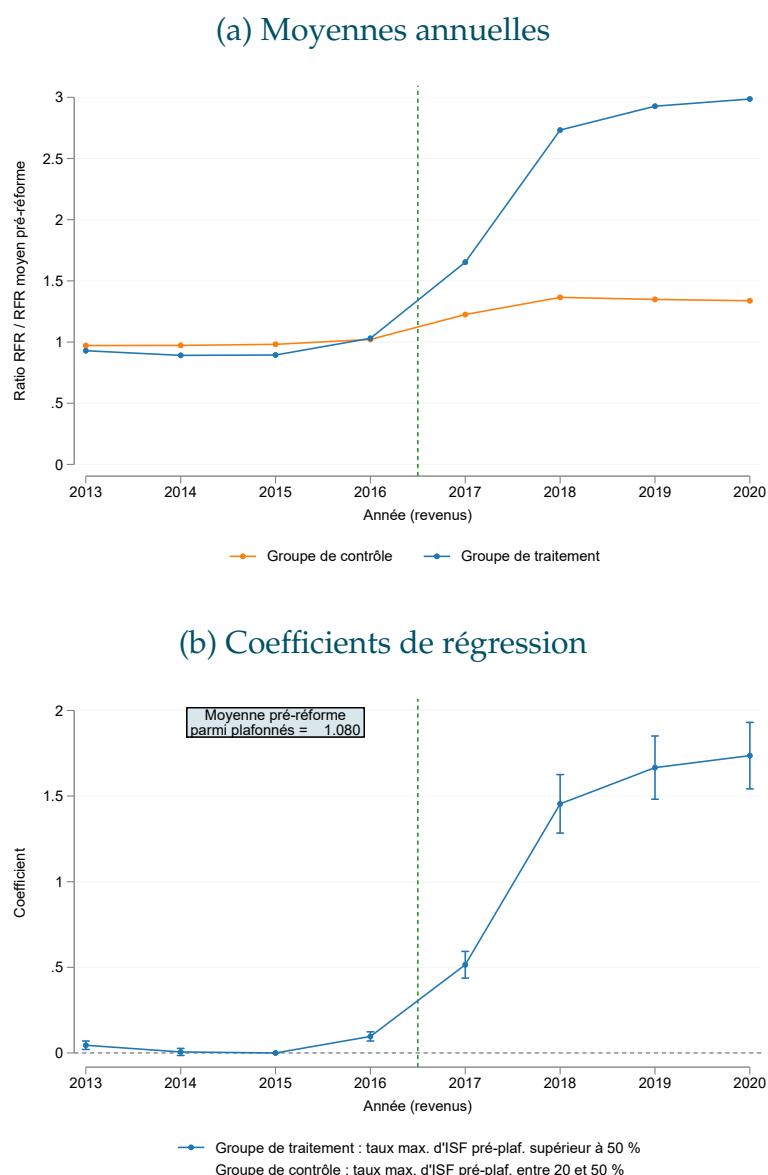 (a) Moyennes annuelles
Ratio RFR / RFR moyen pré-réforme
3
2.5
2
1.5
1
.5
0
2013 2014 2015 2016 2017 2018 2019 2020
Année (revenus)
Groupe de contrôle Groupe de traitement
(b) Coefficients de régression
Moyenne pré-réforme
parmi plafonnés = 1.080
Coefficient
2
1.5
1
.5
0
2013 2014 2015 2016 2017 2018 2019 2020
Année (revenus)
Groupe de traitement : taux max. d'ISF pré-plaf. supérieur à 50 %
Groupe de contrôle : taux max. d'ISF pré-plaf. entre 20 et 50 %